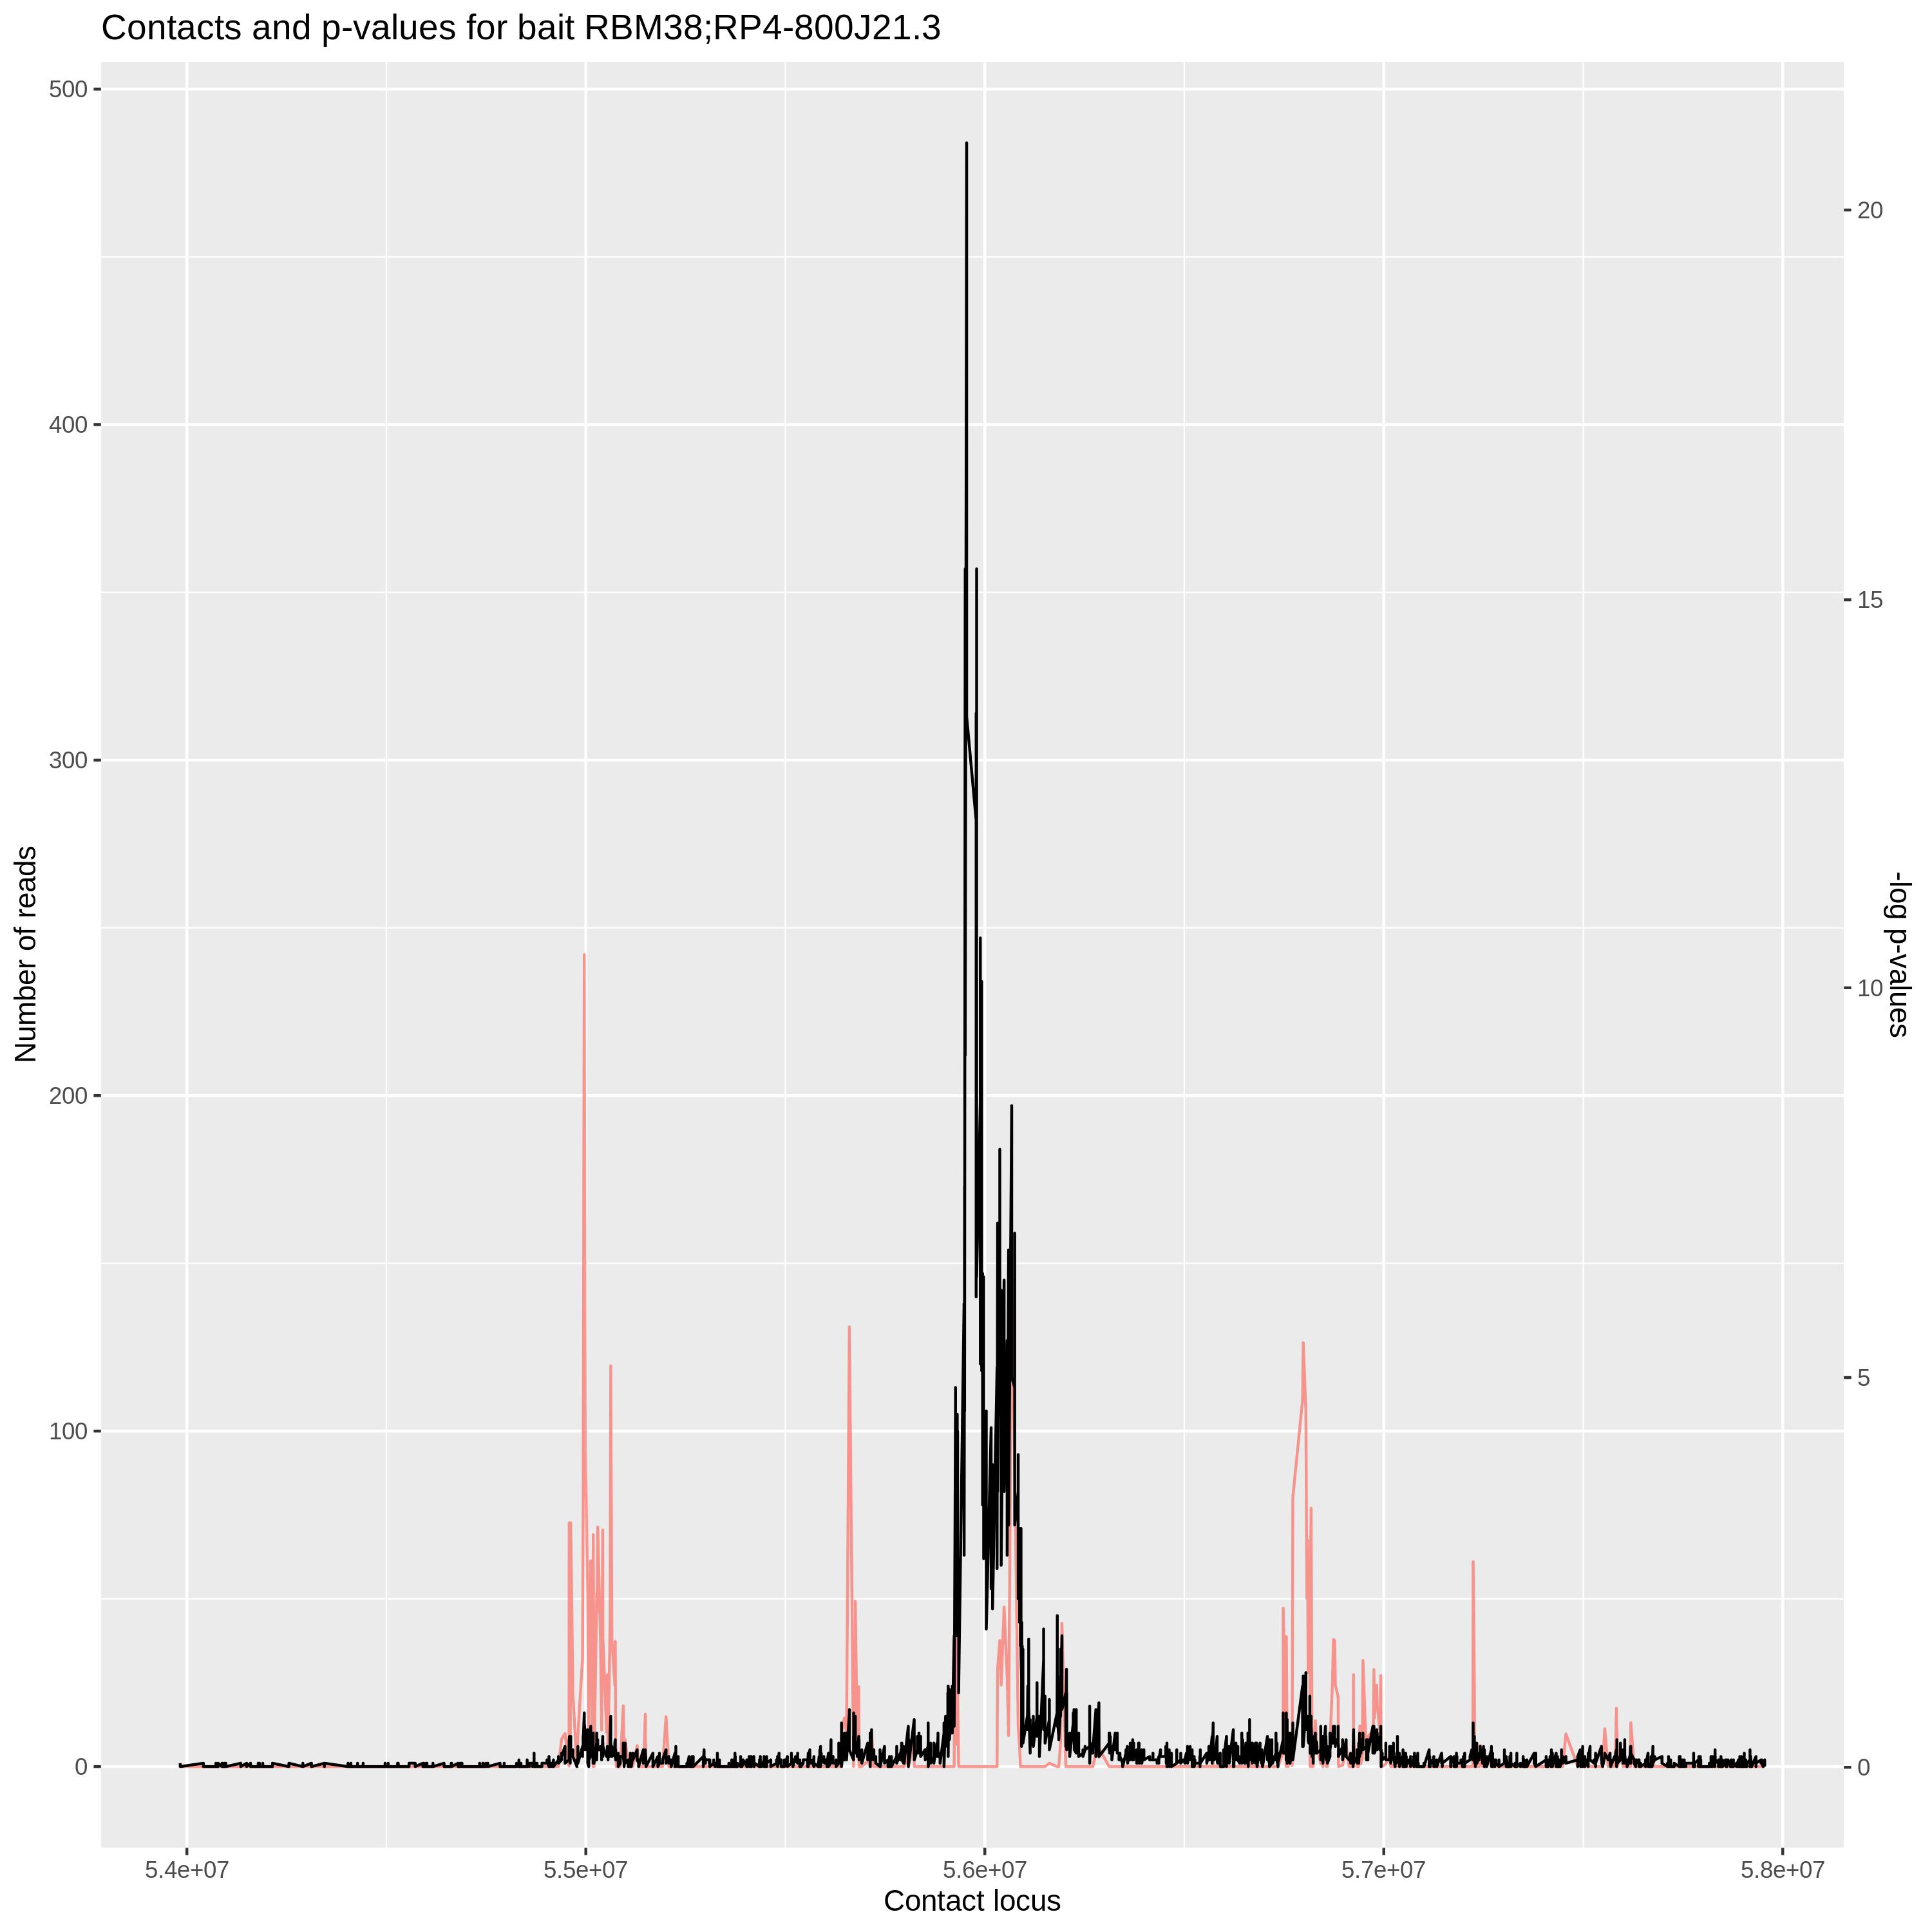 Contacts and p-values for bait RBM38;RP4-800J21.3
500
400
300
200
100
0
Number of reads
20
15
10
5
0
-log p-values
5.4e+07
5.5e+07
5.6e+07
5.7e+07
5.8e+07
Contact locus